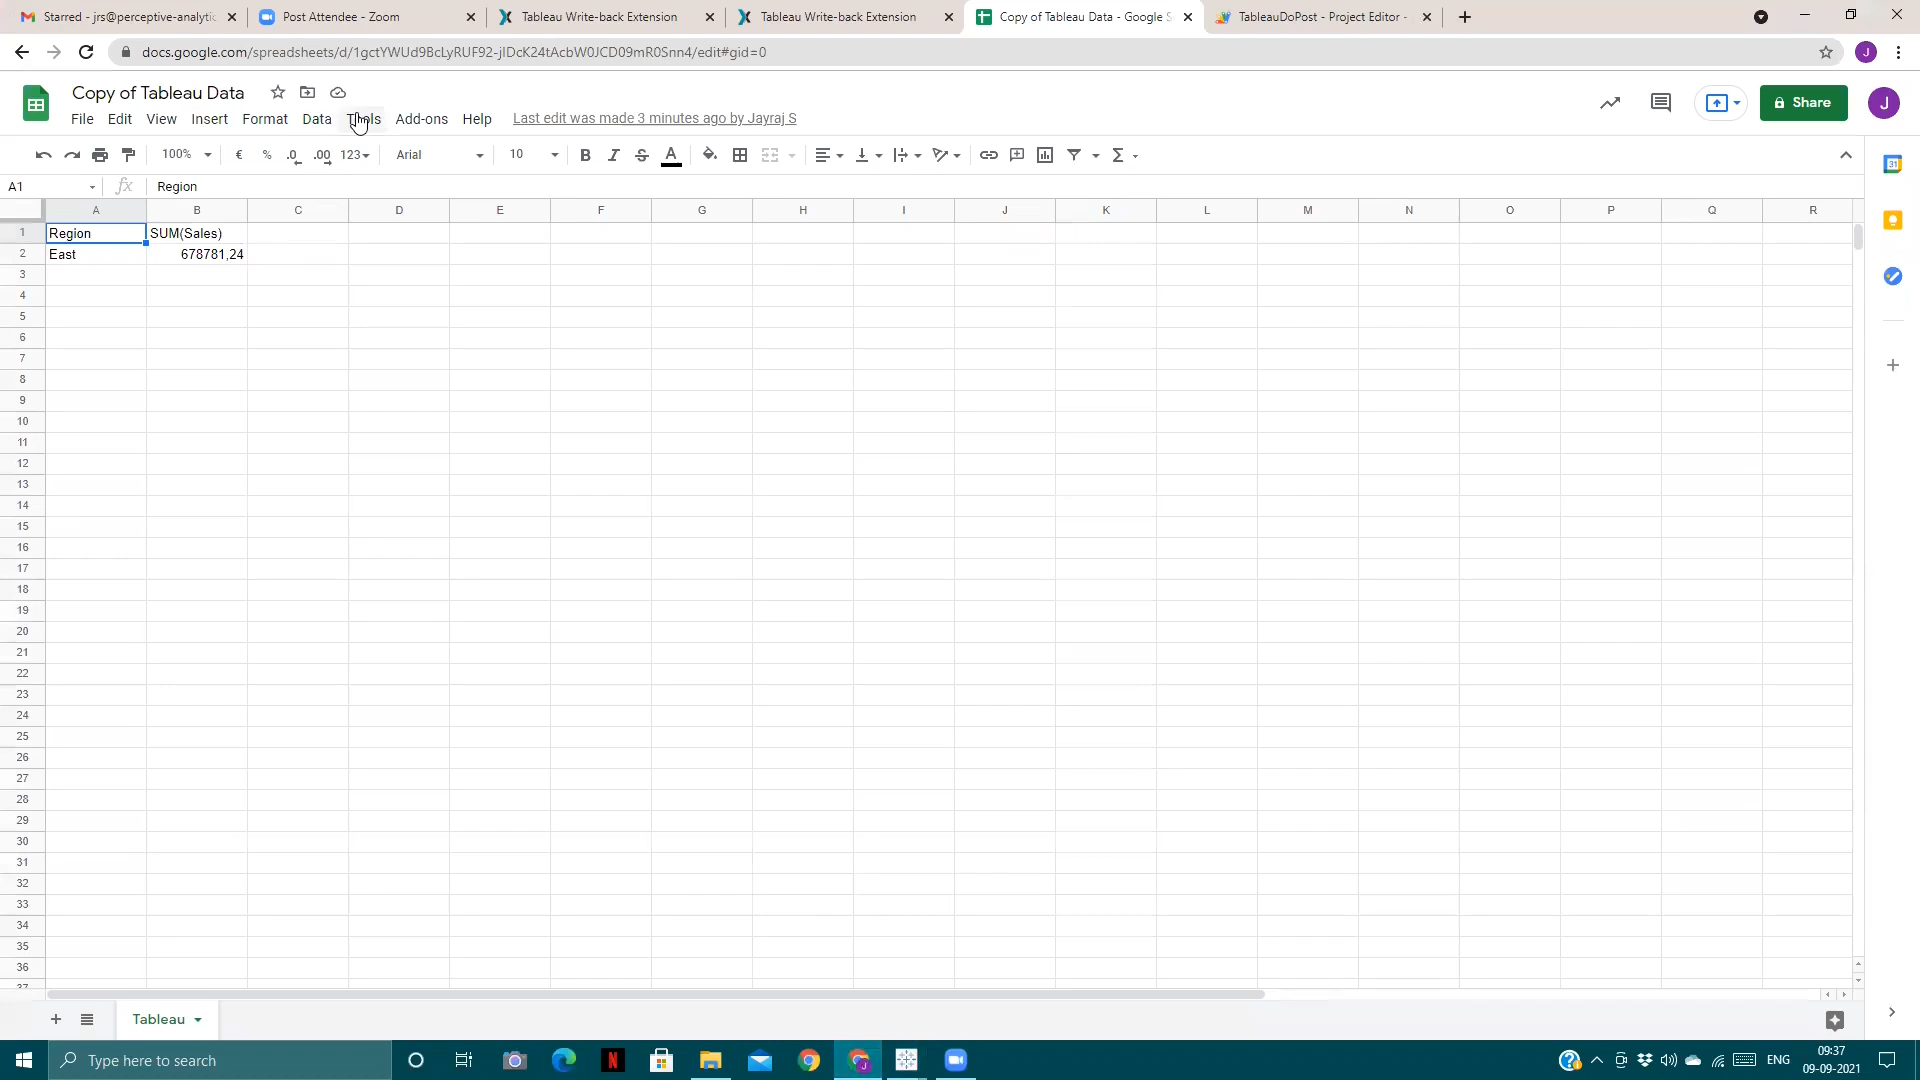 Starred - jrs@perceptive-analytic
Post Attendee - Zoom
Tableau Write-back Extension
Tableau Write-back Extension
Copy of Tableau Data - Google S
TableauDoPost - Project Editor -
docs.google.com/spreadsheets/d/1gctYWUd9BcLyRUF92-jIDcK24tAcbW0JCD09mR0Snn4/edit#gid=0
J
Copy of Tableau Data
Share
J
File Edit View Insert Format Data Tools Add-ons Help Last edit was made 3 minutes ago by Jayraj S
100% € % .0 .00 123 Arial 10 B I S A Σ
31
A1 fx Region
A B C D E F G H I J K L M N O P Q R
1 Region SUM(Sales)
2 East 678781,24
3
4
5
6
7
8
9
10
11
12
13
14
15
16
17
18
19
20
21
22
23
24
25
26
27
28
29
30
31
32
33
34
35
36
37
Tableau
Type here to search
ENG
09:37
09-09-2021